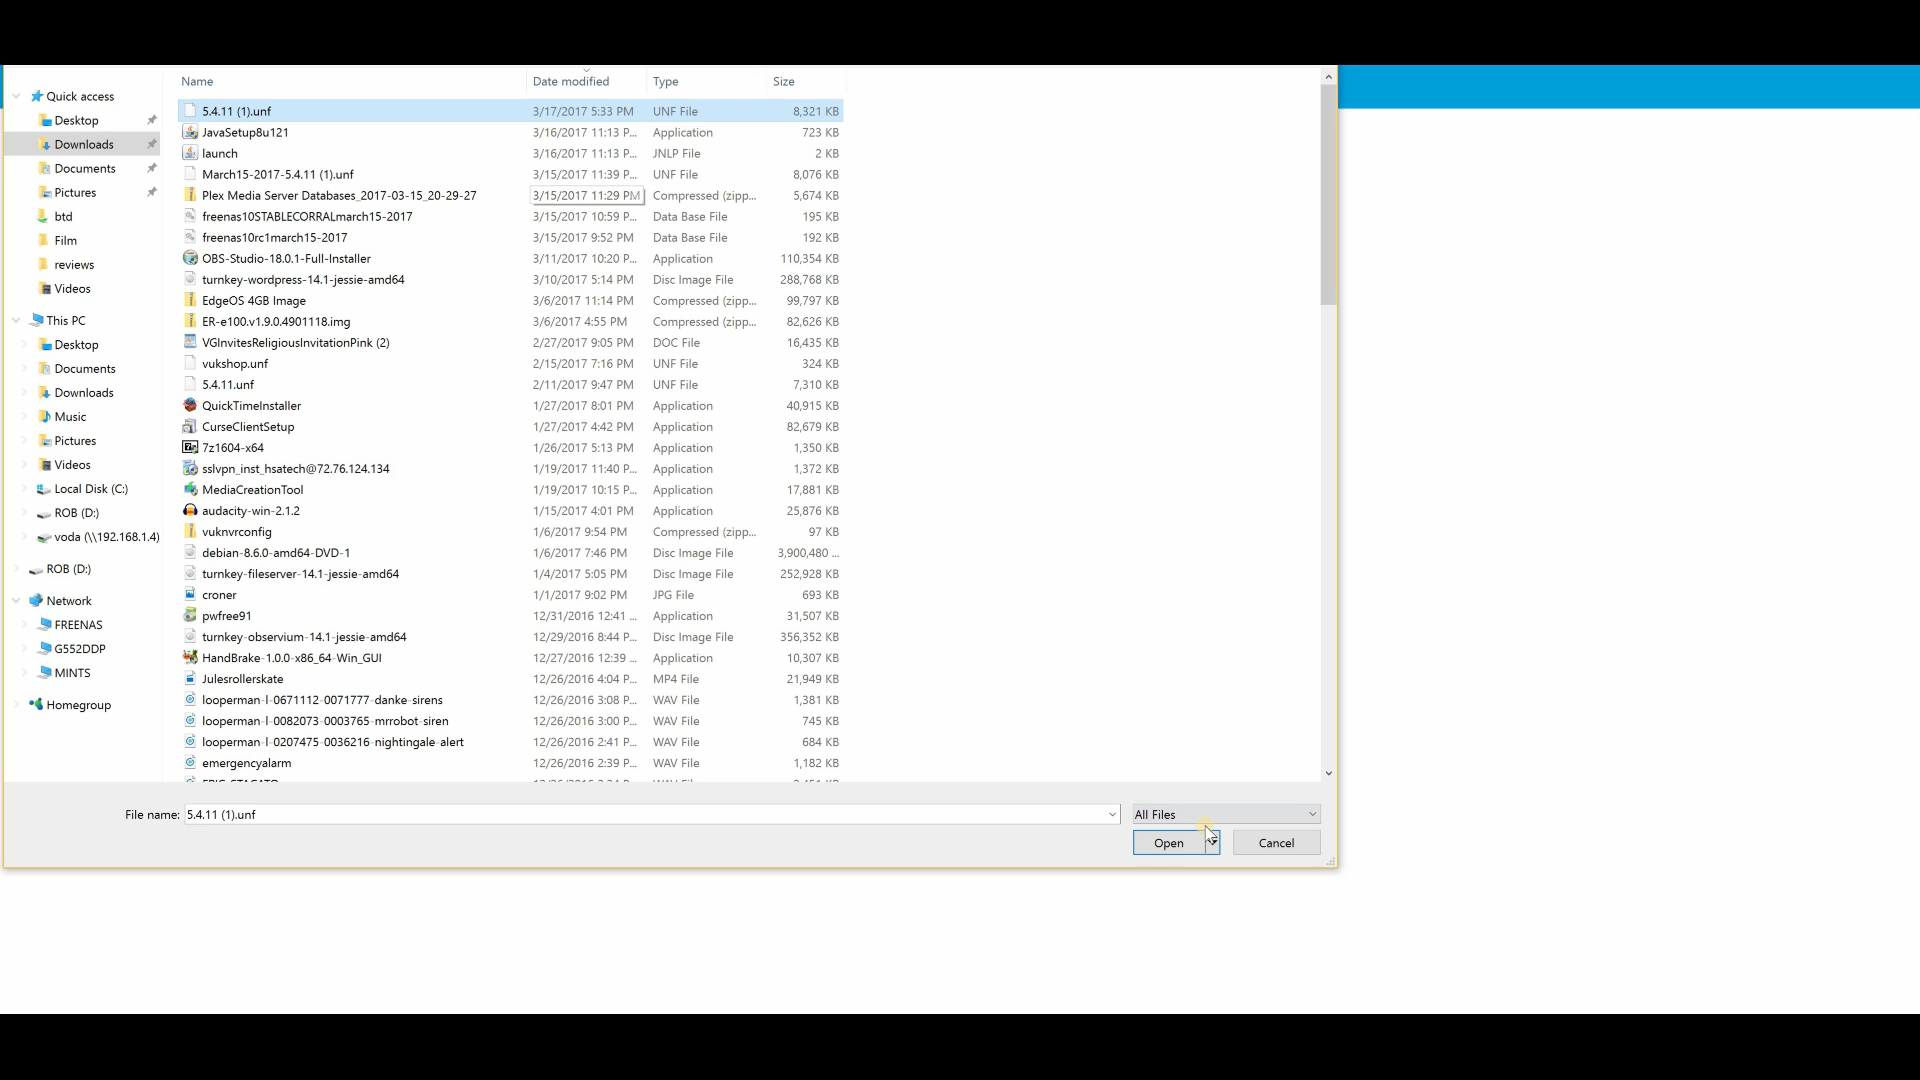 Name Date modified Type Size
Quick access
Desktop
Downloads
Documents
Pictures
btd
Film
reviews
Videos
This PC
Desktop
Documents
Downloads
Music
Pictures
Videos
Local Disk (C:)
ROB (D:)
voda (\\192.168.1.4)
ROB (D:)
Network
FREENAS
G552DDP
MINTS
Homegroup
5.4.11 (1).unf 3/17/2017 5:33 PM UNF File 8,321 KB
JavaSetup8u121 3/16/2017 11:13 P... Application 723 KB
launch 3/16/2017 11:13 P... JNLP File 2 KB
March15-2017-5.4.11 (1).unf 3/15/2017 11:39 P... UNF File 8,076 KB
Plex Media Server Databases_2017-03-15_20-29-27 3/15/2017 11:29 PM Compressed (zipp... 5,674 KB
freenas10STABLECORRALmarch15-2017 3/15/2017 10:59 P... Data Base File 195 KB
freenas10rc1march15-2017 3/15/2017 9:52 PM Data Base File 192 KB
OBS-Studio-18.0.1-Full-Installer 3/11/2017 10:20 P... Application 110,354 KB
turnkey-wordpress-14.1-jessie-amd64 3/10/2017 5:14 PM Disc Image File 288,768 KB
EdgeOS 4GB Image 3/6/2017 11:14 PM Compressed (zipp... 99,797 KB
ER-e100.v1.9.0.4901118.img 3/6/2017 4:55 PM Compressed (zipp... 82,626 KB
VGInvitesReligiousInvitationPink (2) 2/27/2017 9:05 PM DOC File 16,435 KB
vukshop.unf 2/15/2017 7:16 PM UNF File 324 KB
5.4.11.unf 2/11/2017 9:47 PM UNF File 7,310 KB
QuickTimeInstaller 1/27/2017 8:01 PM Application 40,915 KB
CurseClientSetup 1/27/2017 4:42 PM Application 82,679 KB
7z1604-x64 1/26/2017 5:13 PM Application 1,350 KB
sslvpn_inst_hsatech@72.76.124.134 1/19/2017 11:40 P... Application 1,372 KB
MediaCreationTool 1/19/2017 10:15 P... Application 17,881 KB
audacity-win-2.1.2 1/15/2017 4:01 PM Application 25,876 KB
vuknvrconfig 1/6/2017 9:54 PM Compressed (zipp... 97 KB
debian-8.6.0-amd64-DVD-1 1/6/2017 7:46 PM Disc Image File 3,900,480 ...
turnkey-fileserver-14.1-jessie-amd64 1/4/2017 5:05 PM Disc Image File 252,928 KB
croner 1/1/2017 9:02 PM JPG File 693 KB
pwfree91 12/31/2016 12:41 ... Application 31,507 KB
turnkey-observium-14.1-jessie-amd64 12/29/2016 8:44 P... Disc Image File 356,352 KB
HandBrake-1.0.0-x86_64-Win_GUI 12/27/2016 12:39 ... Application 10,307 KB
Julesrollerskate 12/26/2016 4:04 P... MP4 File 21,949 KB
looperman-l-0671112-0071777-danke-sirens 12/26/2016 3:08 P... WAV File 1,381 KB
looperman-l-0082073-0003765-mrrobot-siren 12/26/2016 3:00 P... WAV File 745 KB
looperman-l-0207475-0036216-nightingale-alert 12/26/2016 2:41 P... WAV File 684 KB
emergencyalarm 12/26/2016 2:39 P... WAV File 1,182 KB
File name: 5.4.11 (1).unf All Files
Open Cancel